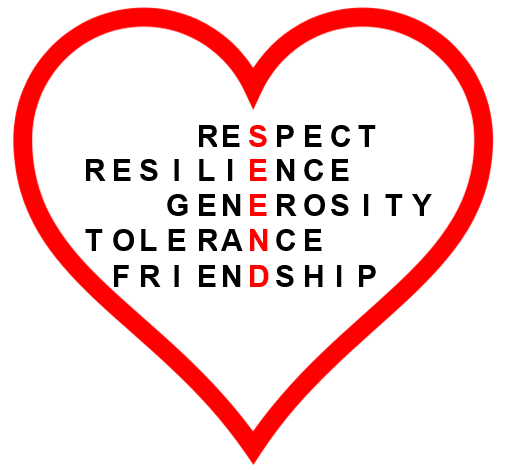 RESPECT
RESILIENCE
GENEROSITY
TOLERANCE
FRIENDSHIP